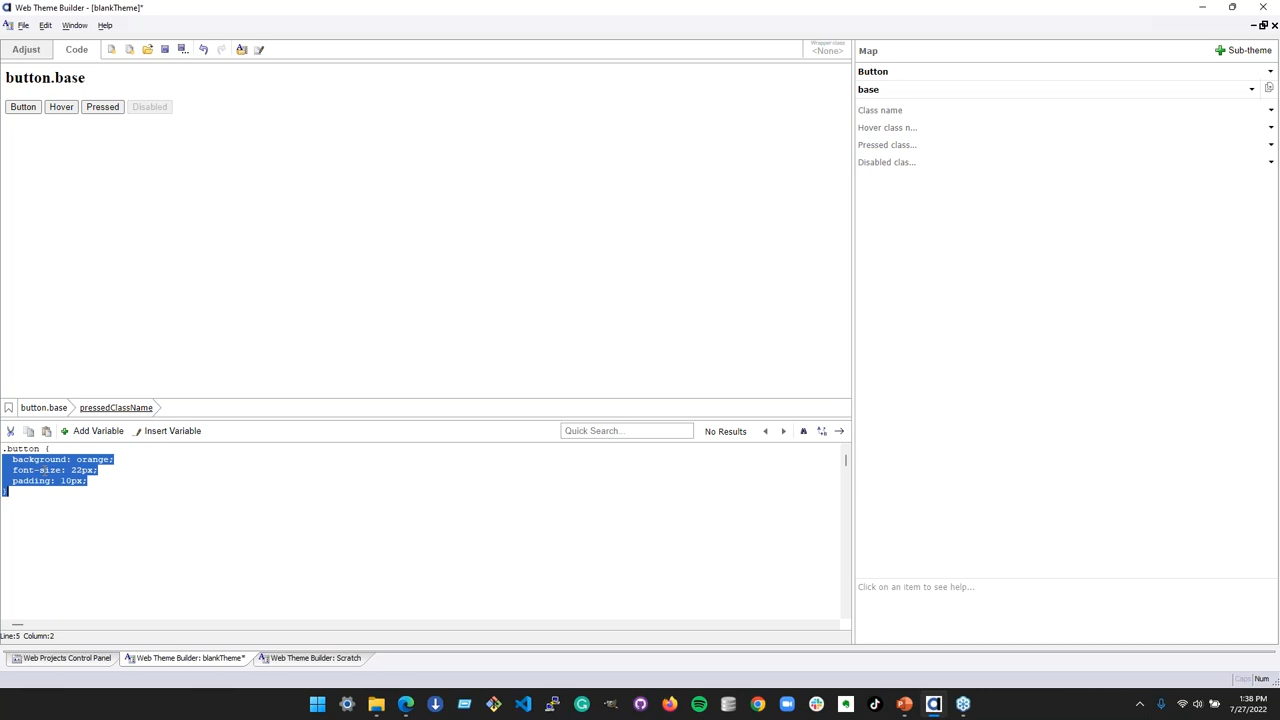 Web Theme Builder - [blankTheme]*
File Edit Window Help
Adjust Code
Wrapper class
<None>
Map
Sub-theme
button.base
Button
base
Button Hover Pressed Disabled
Class name
Hover class n...
Pressed class...
Disabled clas...
button.base pressedClassName
Add Variable Insert Variable Quick Search... No Results
.button {
background: orange;
font-size: 22px;
padding: 10px;
}
Click on an item to see help...
Line:5 Column:2
Web Projects Control Panel Web Theme Builder: blankTheme* Web Theme Builder: Scratch
Caps Num
1:38 PM
7/27/2022